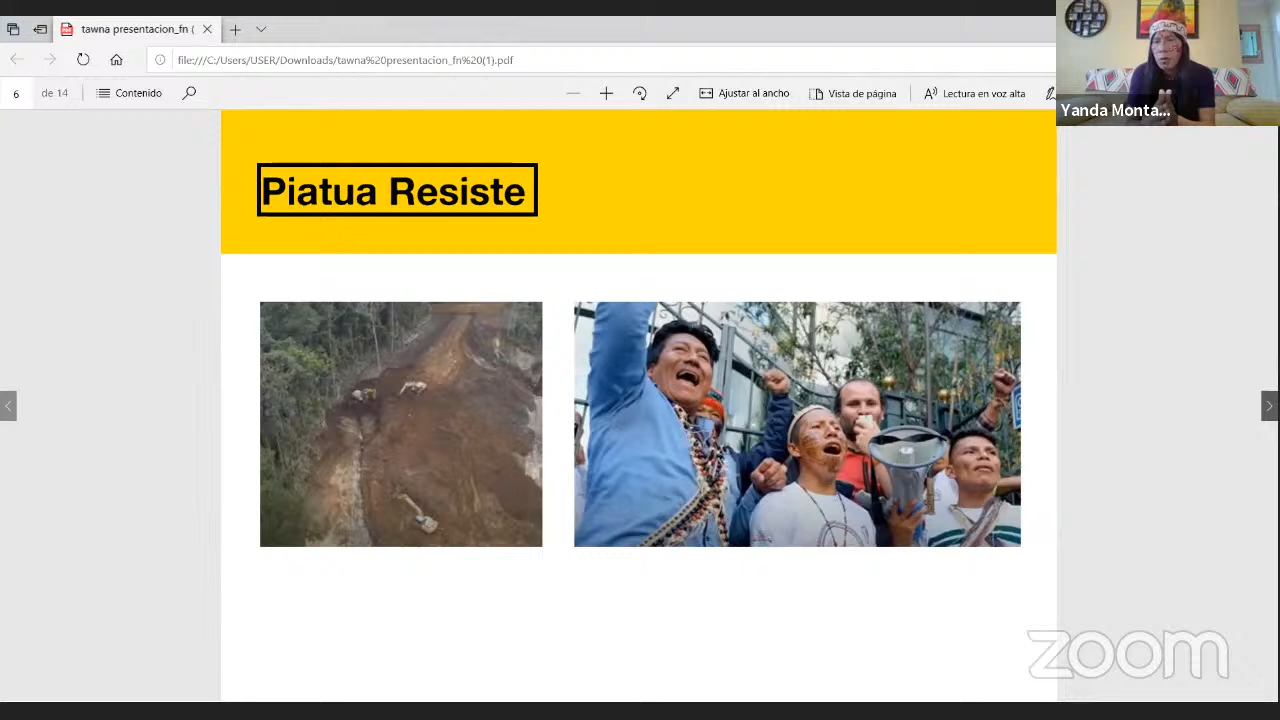 tawna presentacion_fn (
file:///C:/Users/USER/Downloads/tawna%20presentacion_fn%20(1).pdf
6 de 14 Contenido Ajustar al ancho Vista de página Lectura en voz alta
Yanda Monta...
Piatua Resiste
zoom